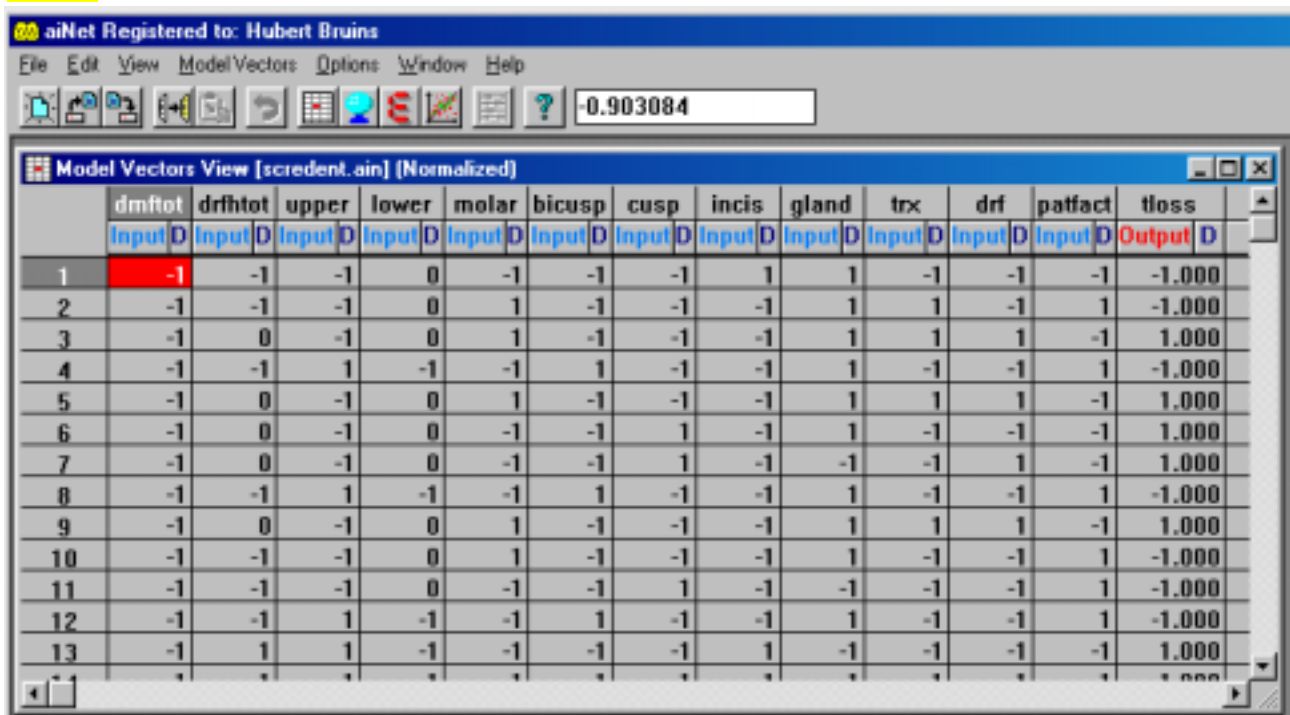 aiNet Registered to: Hubert Bruins
File Edit View Model Vectors Options Window Help
? -0.903084
Model Vectors View [scredent.ain] (Normalized)
dmftot drfhtot upper lower molar bicusp cusp incis gland trx drf patfact tloss
Input D Input D Input D Input D Input D Input D Input D Input D Input D Input D Input D Input D Output D
1 -1 -1 -1 0 -1 -1 -1 1 1 -1 -1 -1 -1.000
2 -1 -1 -1 0 1 -1 -1 -1 1 1 -1 1 -1.000
3 -1 0 -1 0 1 -1 -1 -1 1 1 1 -1 1.000
4 -1 -1 1 -1 -1 1 -1 -1 1 -1 -1 1 -1.000
5 -1 0 -1 0 1 -1 -1 -1 1 1 1 -1 1.000
6 -1 0 -1 0 -1 -1 1 -1 1 -1 -1 -1 1.000
7 -1 0 -1 0 -1 -1 1 -1 -1 -1 1 -1 1.000
8 -1 -1 1 -1 -1 1 -1 -1 1 -1 -1 1 -1.000
9 -1 0 -1 0 1 -1 -1 -1 1 1 1 -1 1.000
10 -1 -1 -1 0 1 -1 -1 -1 1 -1 -1 1 -1.000
11 -1 -1 -1 0 -1 -1 1 -1 -1 -1 -1 1 -1.000
12 -1 -1 1 -1 -1 1 -1 -1 1 -1 -1 1 -1.000
13 -1 1 1 -1 -1 -1 -1 1 -1 -1 -1 -1 1.000